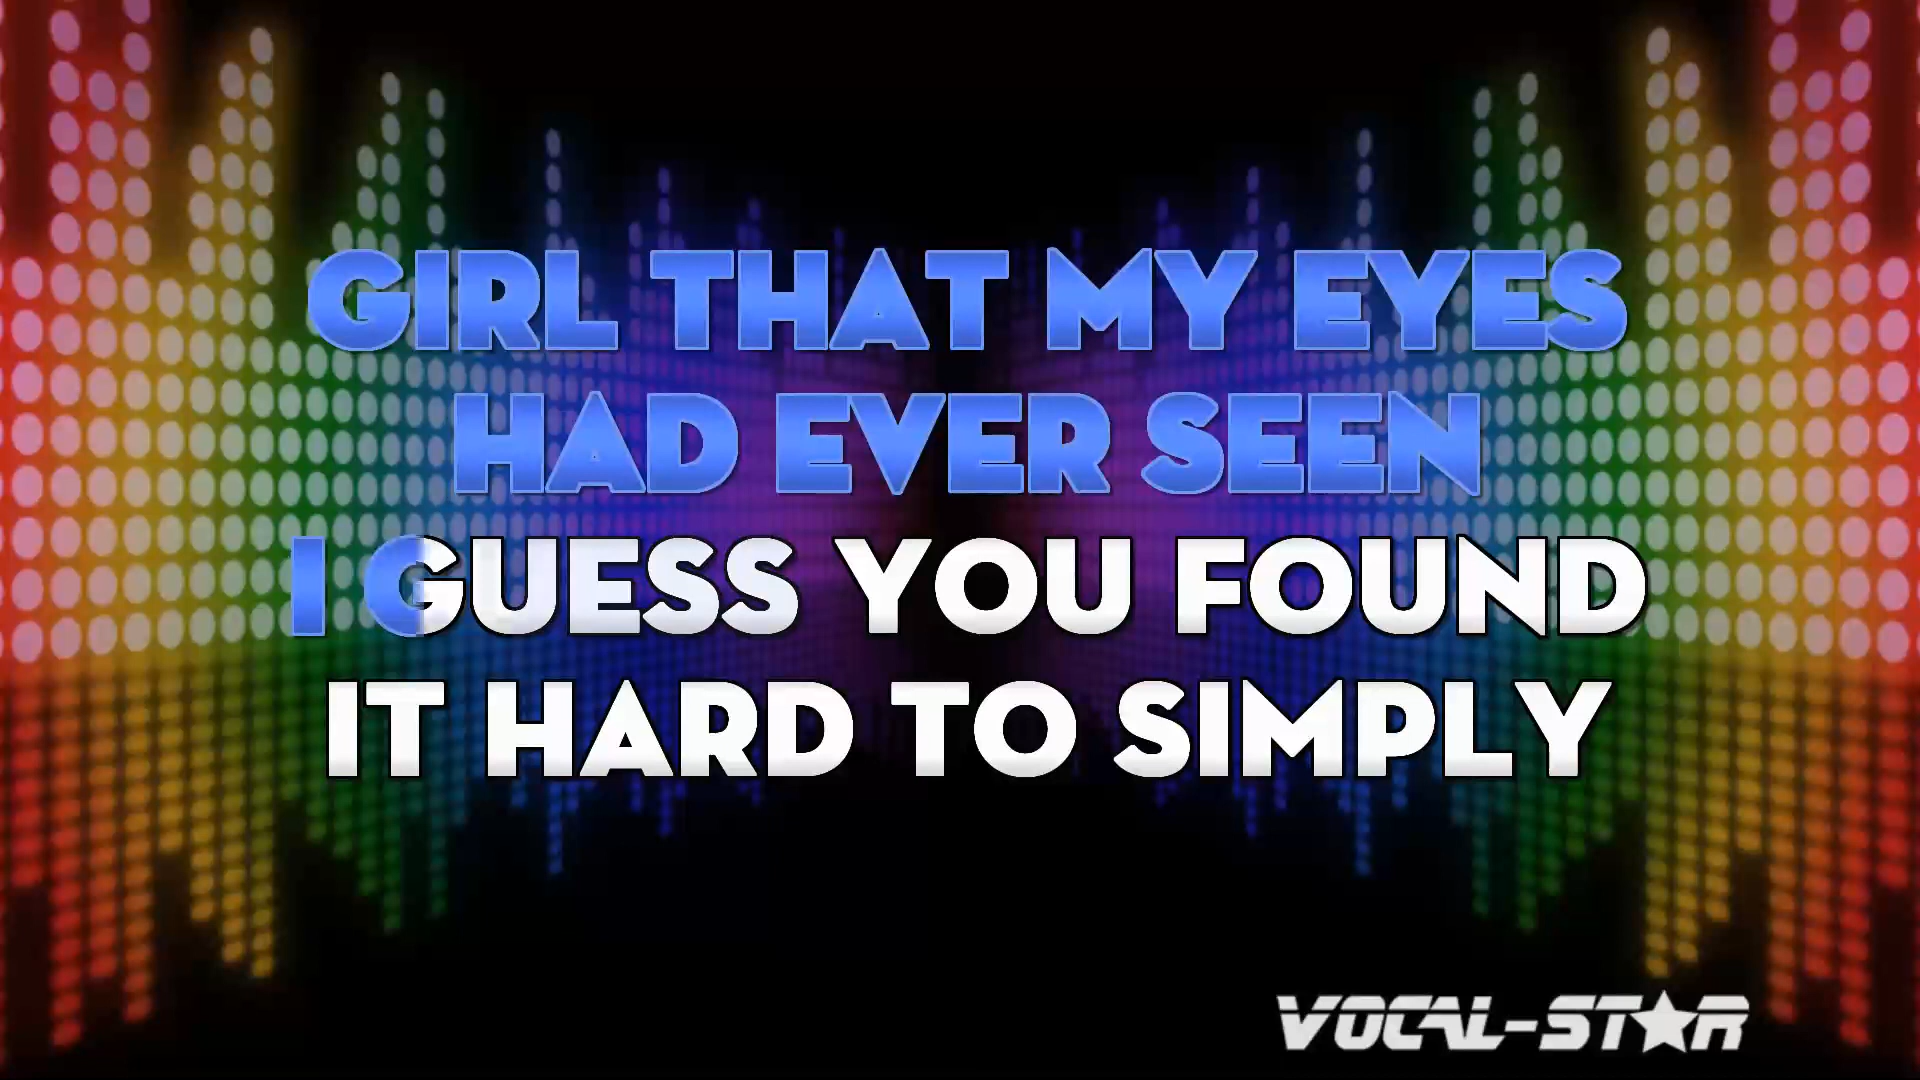 GIRL THAT MY EYES
HAD EVER SEEN
I GUESS YOU FOUND
IT HARD TO SIMPLY
VOCAL-STAR